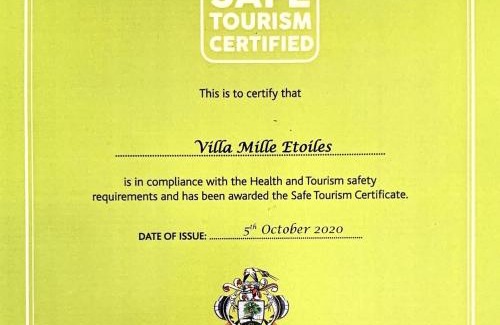 SAFE
TOURISM
CERTIFIED
This is to certify that
Villa Mille Etoiles
is in compliance with the Health and Tourism safety
requirements and has been awarded the Safe Tourism Certificate.
DATE OF ISSUE: 5th October 2020